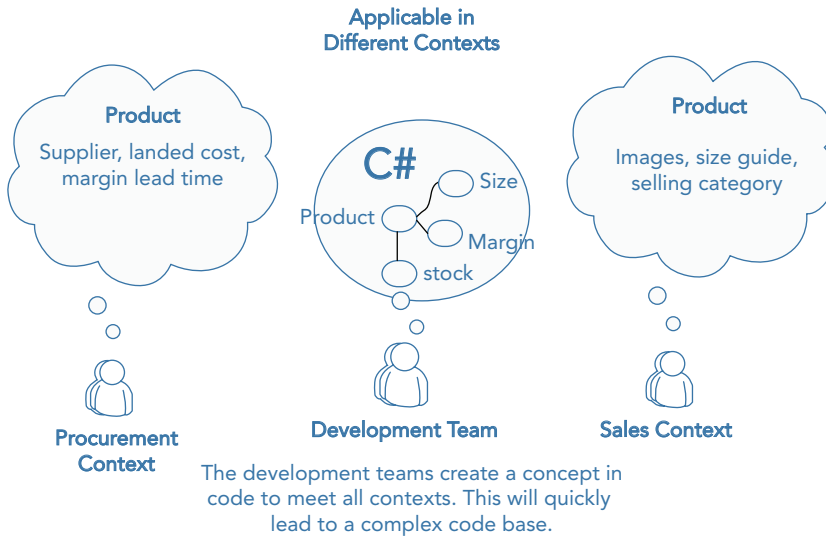 Applicable in
Different Contexts
Product
Supplier, landed cost,
margin lead time
C#
Size
Product
Margin
stock
Product
Images, size guide,
selling category
Procurement
Context
Development Team
Sales Context
The development teams create a concept in
code to meet all contexts. This will quickly
lead to a complex code base.